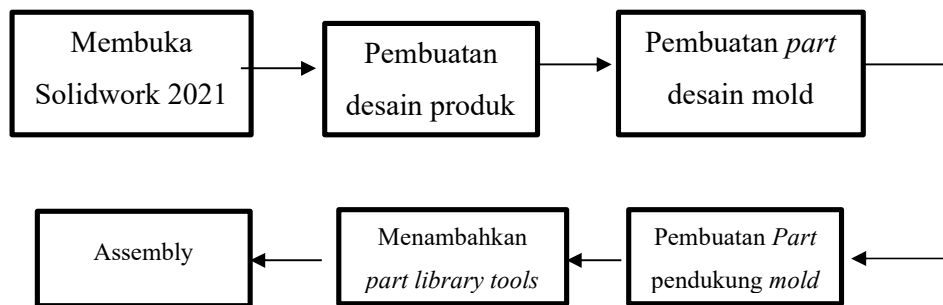 Membuka
Solidwork 2021
Pembuatan
desain produk
Pembuatan part
desain mold
Pembuatan Part
pendukung mold
Menambahkan
part library tools
Assembly